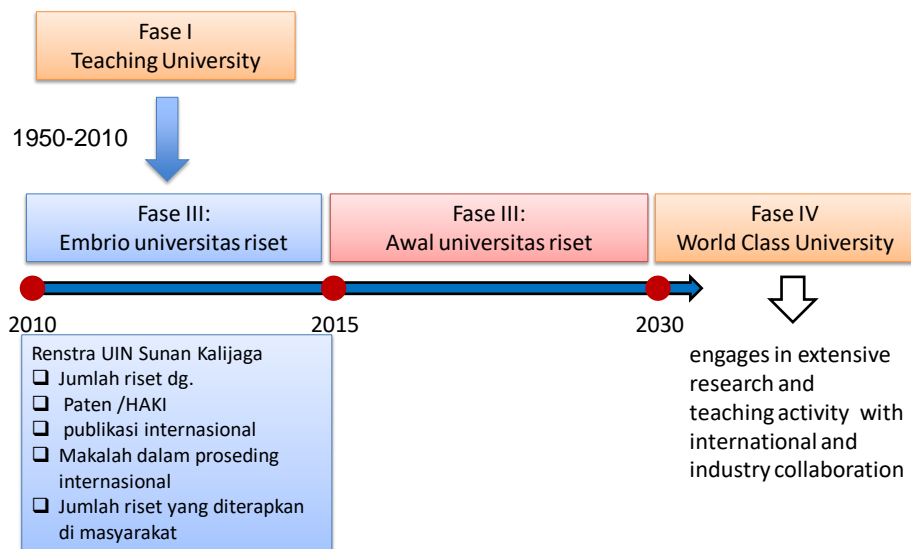 Fase I
Teaching University
1950-2010
Fase III:
Embrio universitas riset
Fase III:
Awal universitas riset
Fase IV
World Class University
2010
2015
2030
Renstra UIN Sunan Kalijaga
Jumlah riset dg.
Paten /HAKI
publikasi internasional
Makalah dalam proseding
internasional
Jumlah riset yang diterapkan
di masyarakat
engages in extensive
research and
teaching activity with
international and
industry collaboration